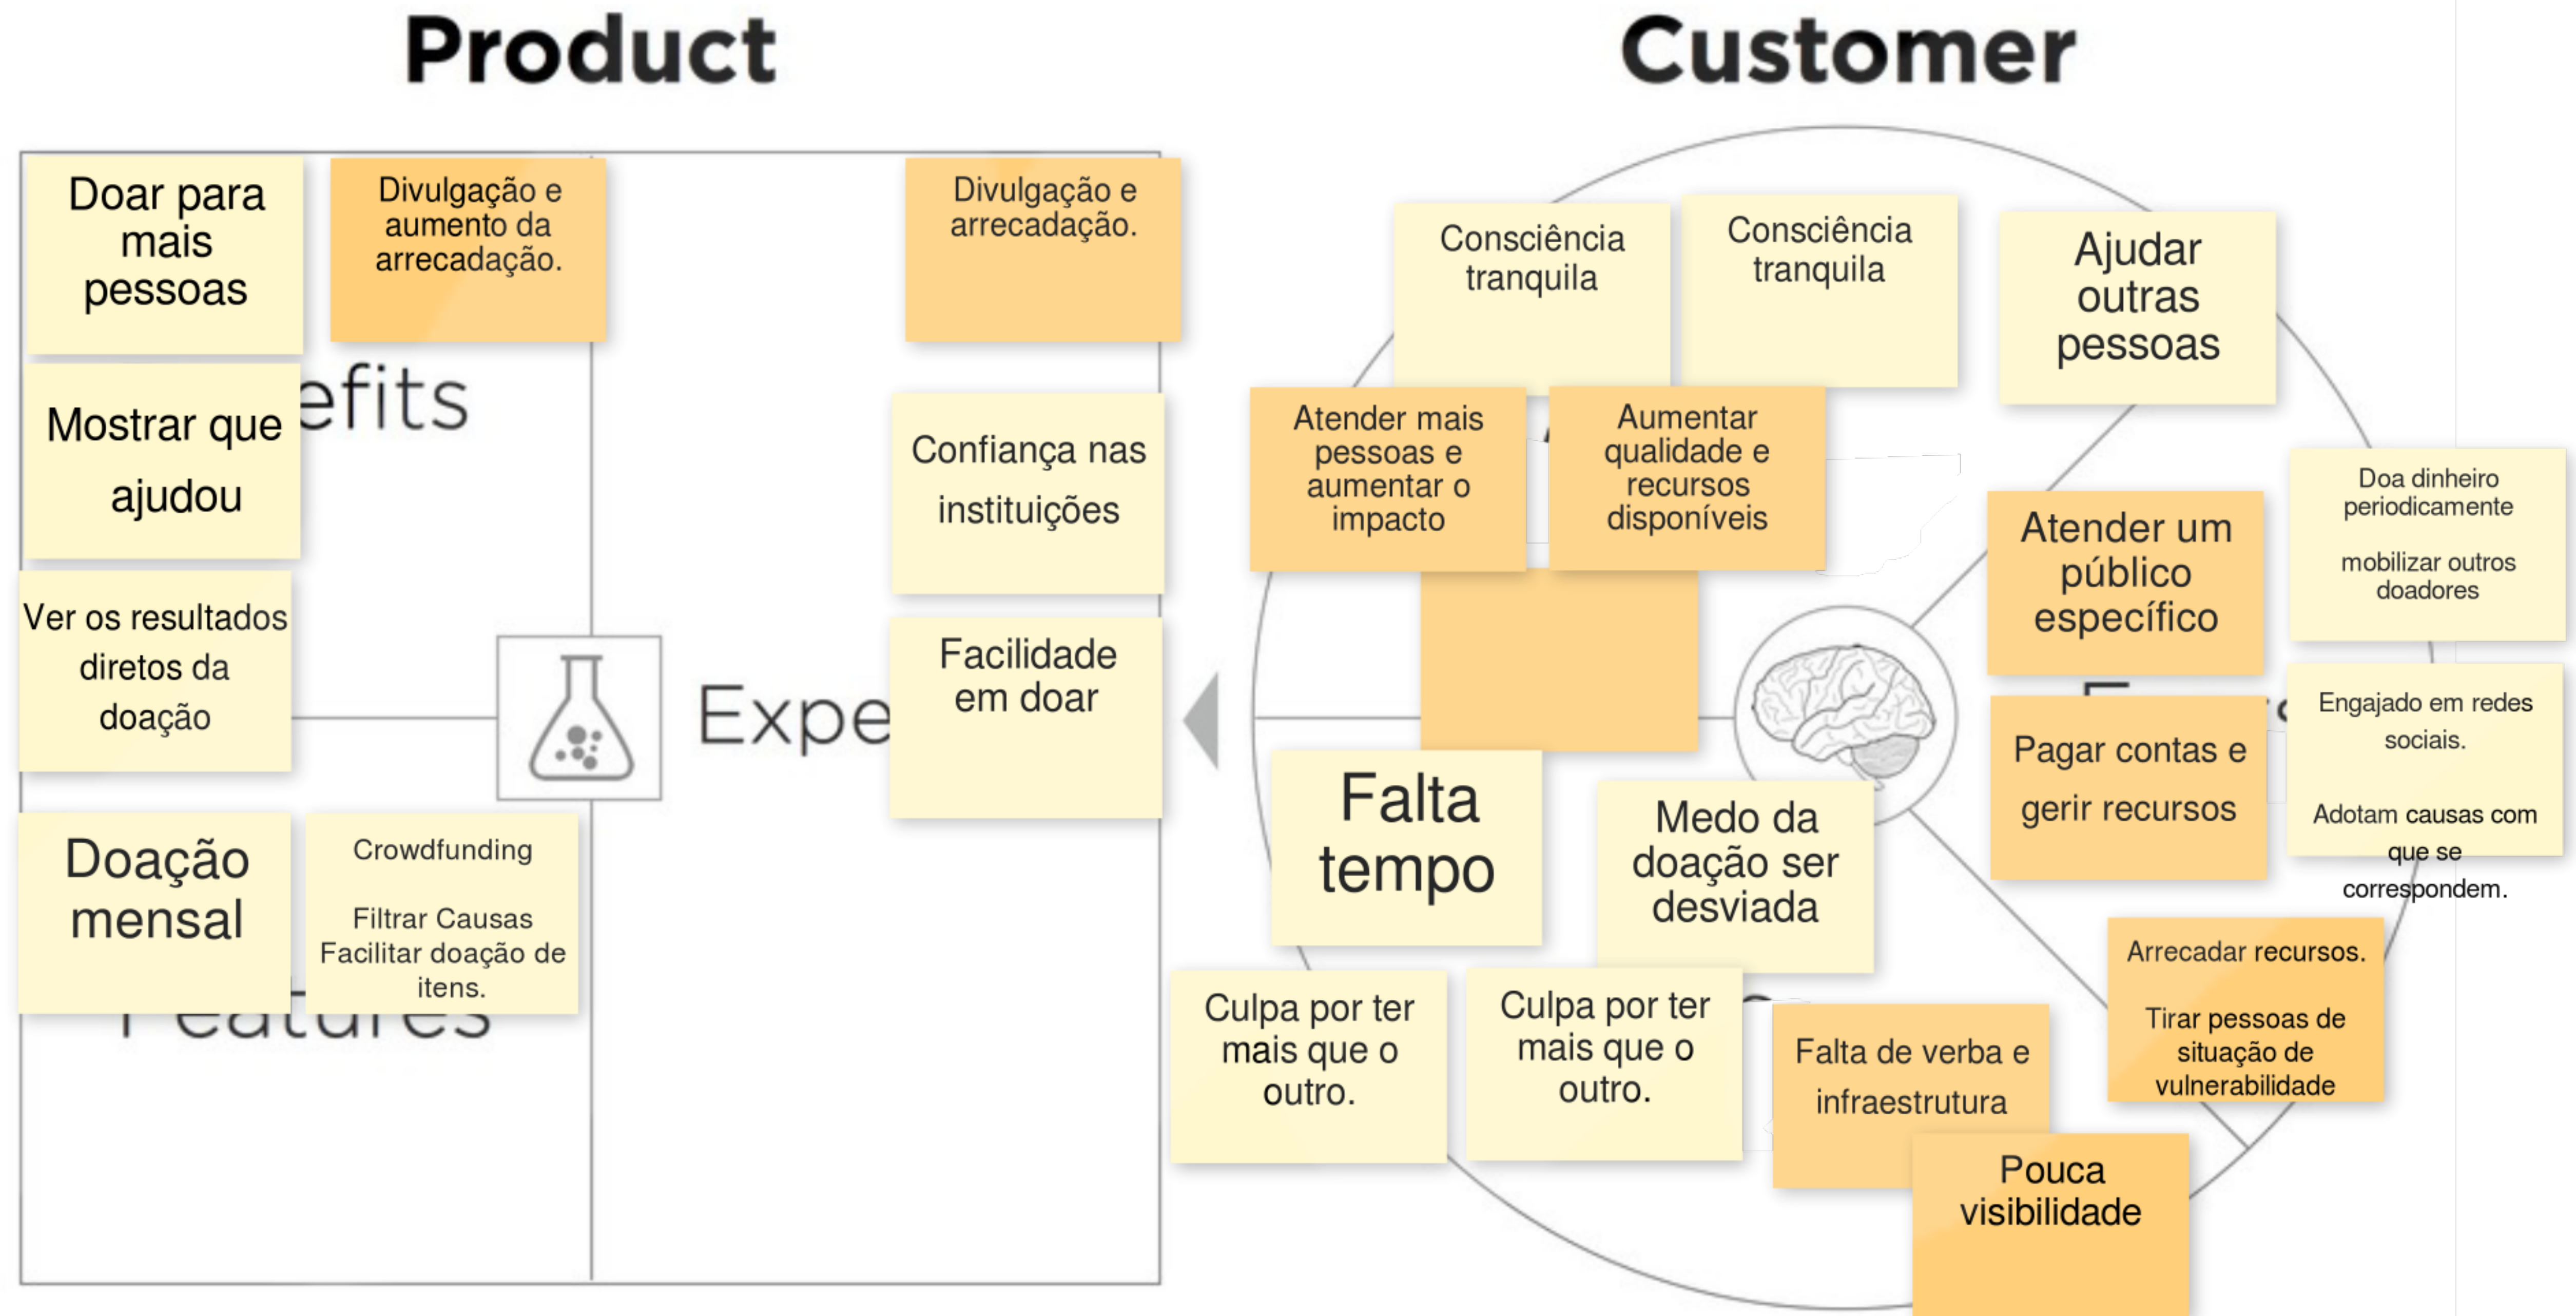 Product
Customer
Doar para
mais
pessoas
Divulgação e
aumento da
arrecadação.
Divulgação e
arrecadação.
efits
Mostrar que
ajudou
Confiança nas
instituições
Ver os resultados
diretos da
doação
Expe
Facilidade
em doar
Doação
mensal
Crowdfunding
Filtrar Causas
Facilitar doação de
itens.
Features
Consciência
tranquila
Consciência
tranquila
Ajudar
outras
pessoas
Atender mais
pessoas e
aumentar o
impacto
Aumentar
qualidade e
recursos
disponíveis
Atender um
público
específico
Doa dinheiro
periodicamente
mobilizar outros
doadores
Pagar contas e
gerir recursos
Engajado em redes
sociais.
Adotam causas com
que se
correspondem.
Falta
tempo
Medo da
doação ser
desviada
Culpa por ter
mais que o
outro.
Culpa por ter
mais que o
outro.
Falta de verba e
infraestrutura
Arrecadar recursos.
Tirar pessoas de
situação de
vulnerabilidade
Pouca
visibilidade